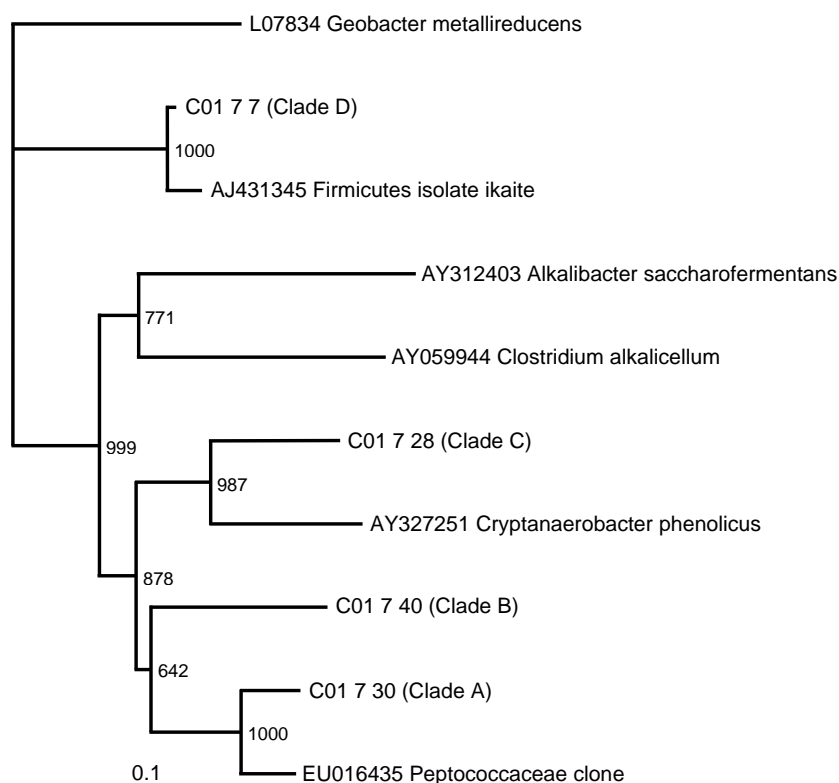 L07834 Geobacter metallireducens
C01 7 7 (Clade D)
1000
AJ431345 Firmicutes isolate ikaite
AY312403 Alkalibacter saccharofermentans
771
AY059944 Clostridium alkalicellum
C01 7 28 (Clade C)
999
987
AY327251 Cryptanaerobacter phenolicus
878
C01 7 40 (Clade B)
642
C01 7 30 (Clade A)
1000
0.1
EU016435 Peptococcaceae clone